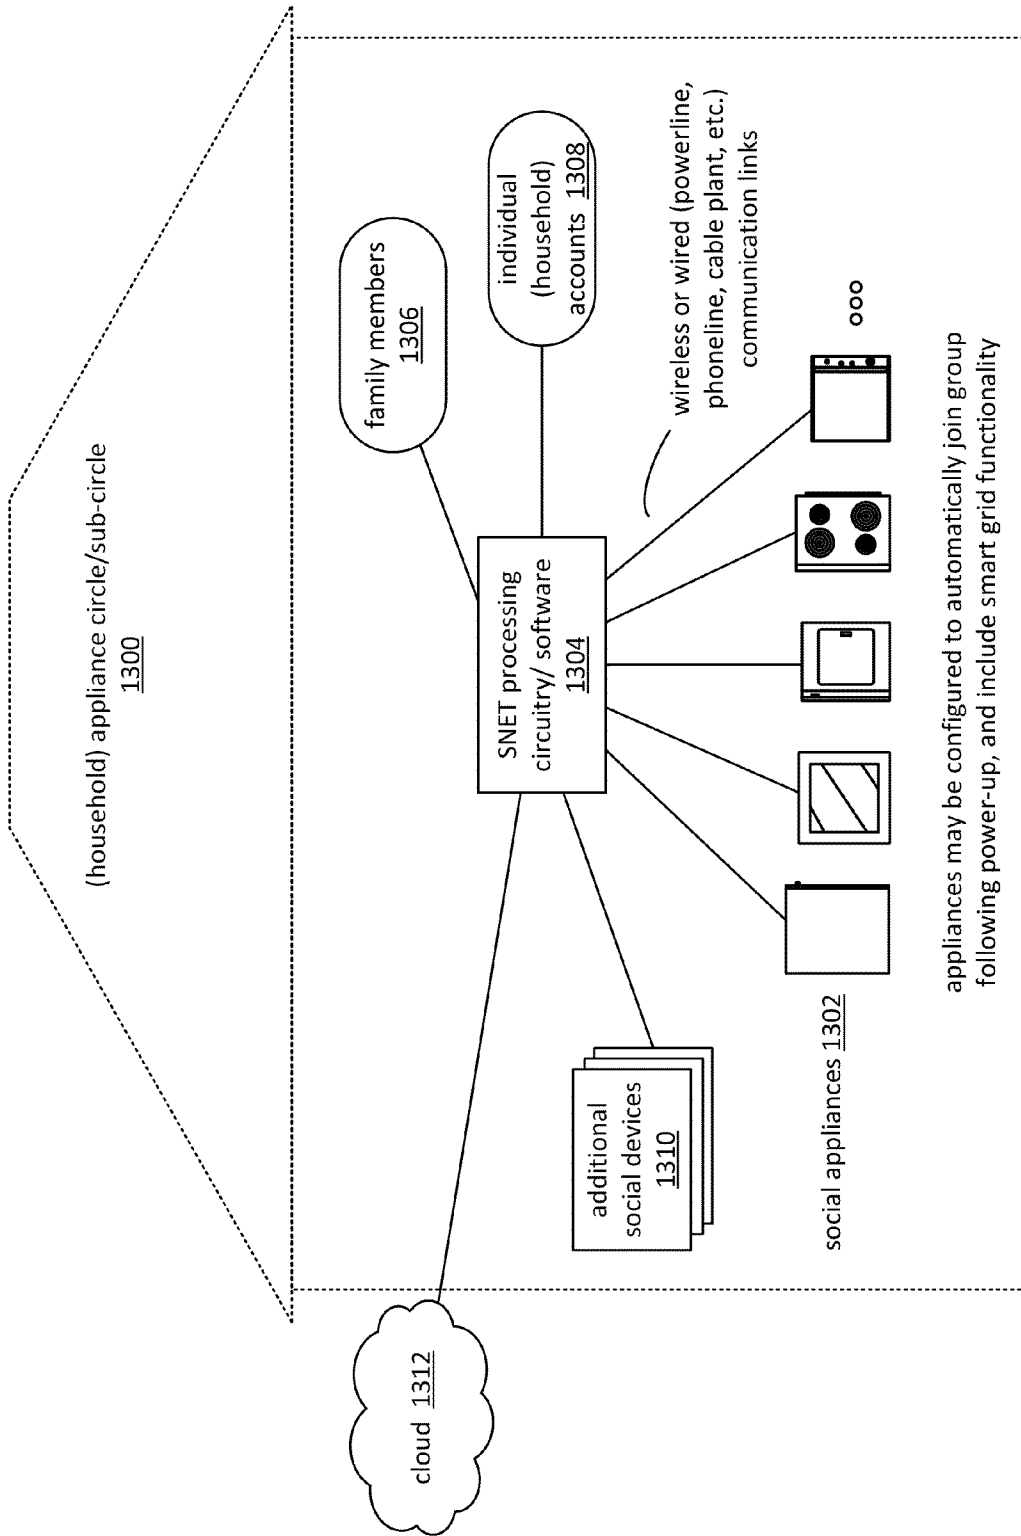 (household) appliance circle/sub-circle
1300
family members
1306
individual
(household)
accounts 1308
SNET processing
circuitry/ software
1304
cloud 1312
wireless or wired (powerline,
phoneline, cable plant, etc.)
communication links
additional
social devices
1310
social appliances 1302
appliances may be configured to automatically join group
following power-up, and include smart grid functionality